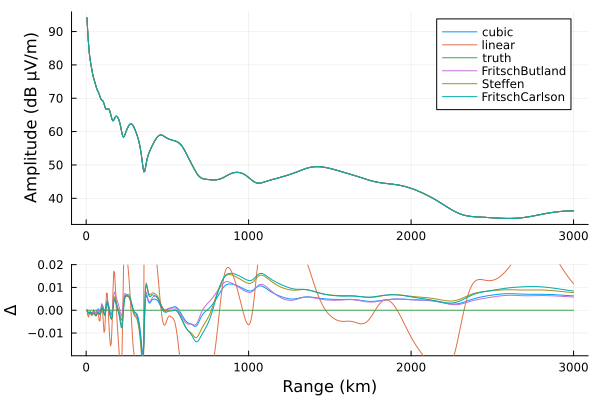 Amplitude (dB μV/m)
90
80
70
60
50
40
0
1000
2000
3000
cubic
linear
truth
FritschButland
Steffen
FritschCarlson
Δ
0.02
0.01
0.00
−0.01
0
1000
2000
3000
Range (km)